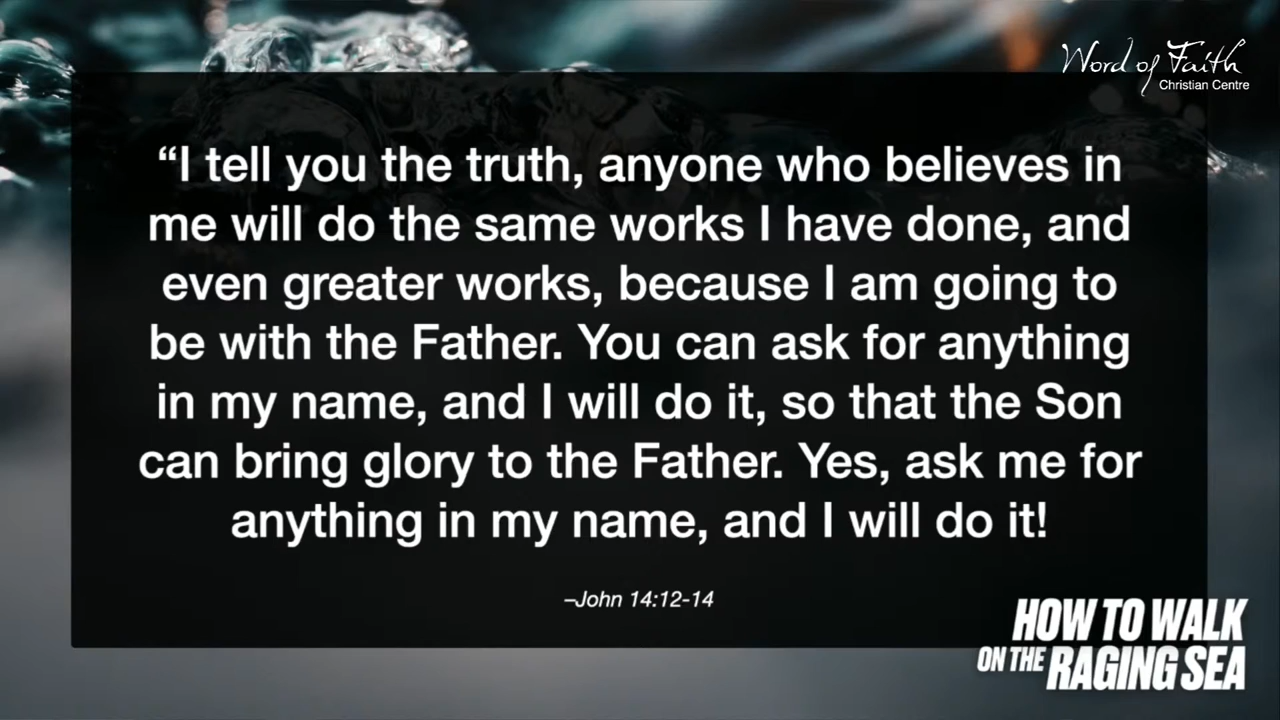 Word of Faith
Christian Centre
“I tell you the truth, anyone who believes in
me will do the same works I have done, and
even greater works, because I am going to
be with the Father. You can ask for anything
in my name, and I will do it, so that the Son
can bring glory to the Father. Yes, ask me for
anything in my name, and I will do it!
–John 14:12-14
HOW TO WALK
ON THE RAGING SEA